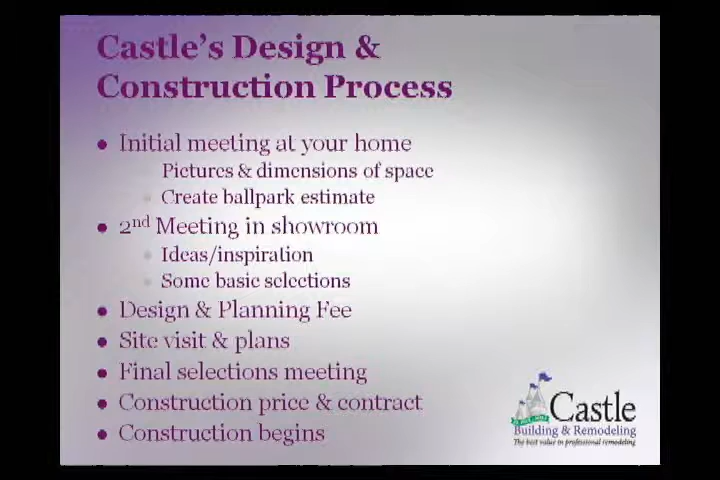 Castle's Design &
Construction Process
• Initial meeting at your home
Pictures & dimensions of space
• Create ballpark estimate
• 2nd Meeting in showroom
• Ideas/inspiration
• Some basic selections
• Design & Planning Fee
• Site visit & plans
• Final selections meeting
• Construction price & contract
• Construction begins
Castle
Building & Remodeling
The best value in professional remodeling